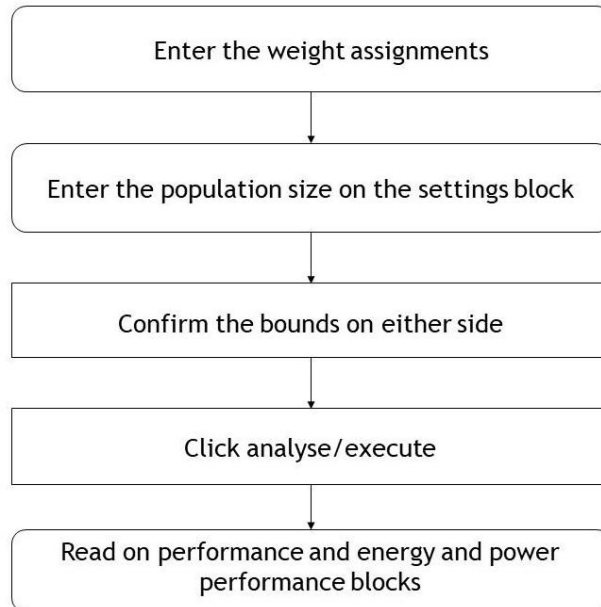 Enter the weight assignments
Enter the population size on the settings block
Confirm the bounds on either side
Click analyse/execute
Read on performance and energy and power
performance blocks